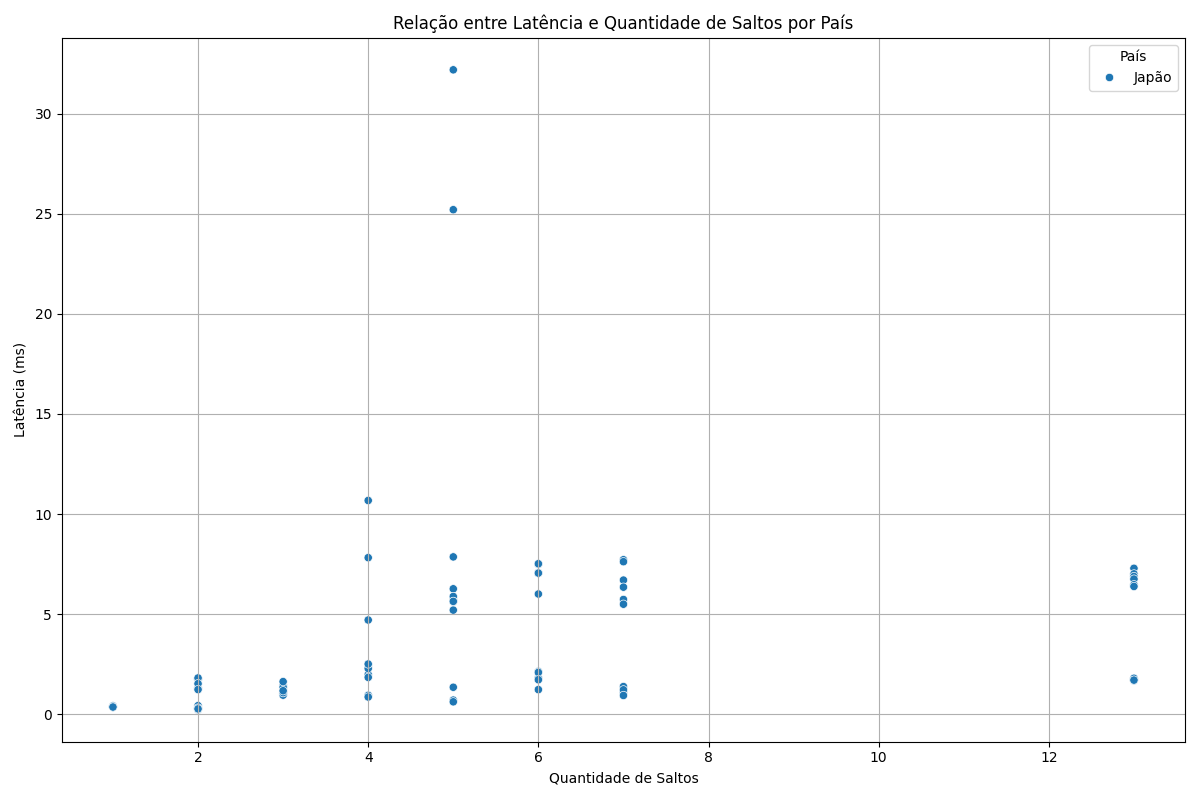 Relação entre Latência e Quantidade de Saltos por País
País
Japão
Latência (ms)
30
25
20
15
10
5
0
2 4 6 8 10 12
Quantidade de Saltos